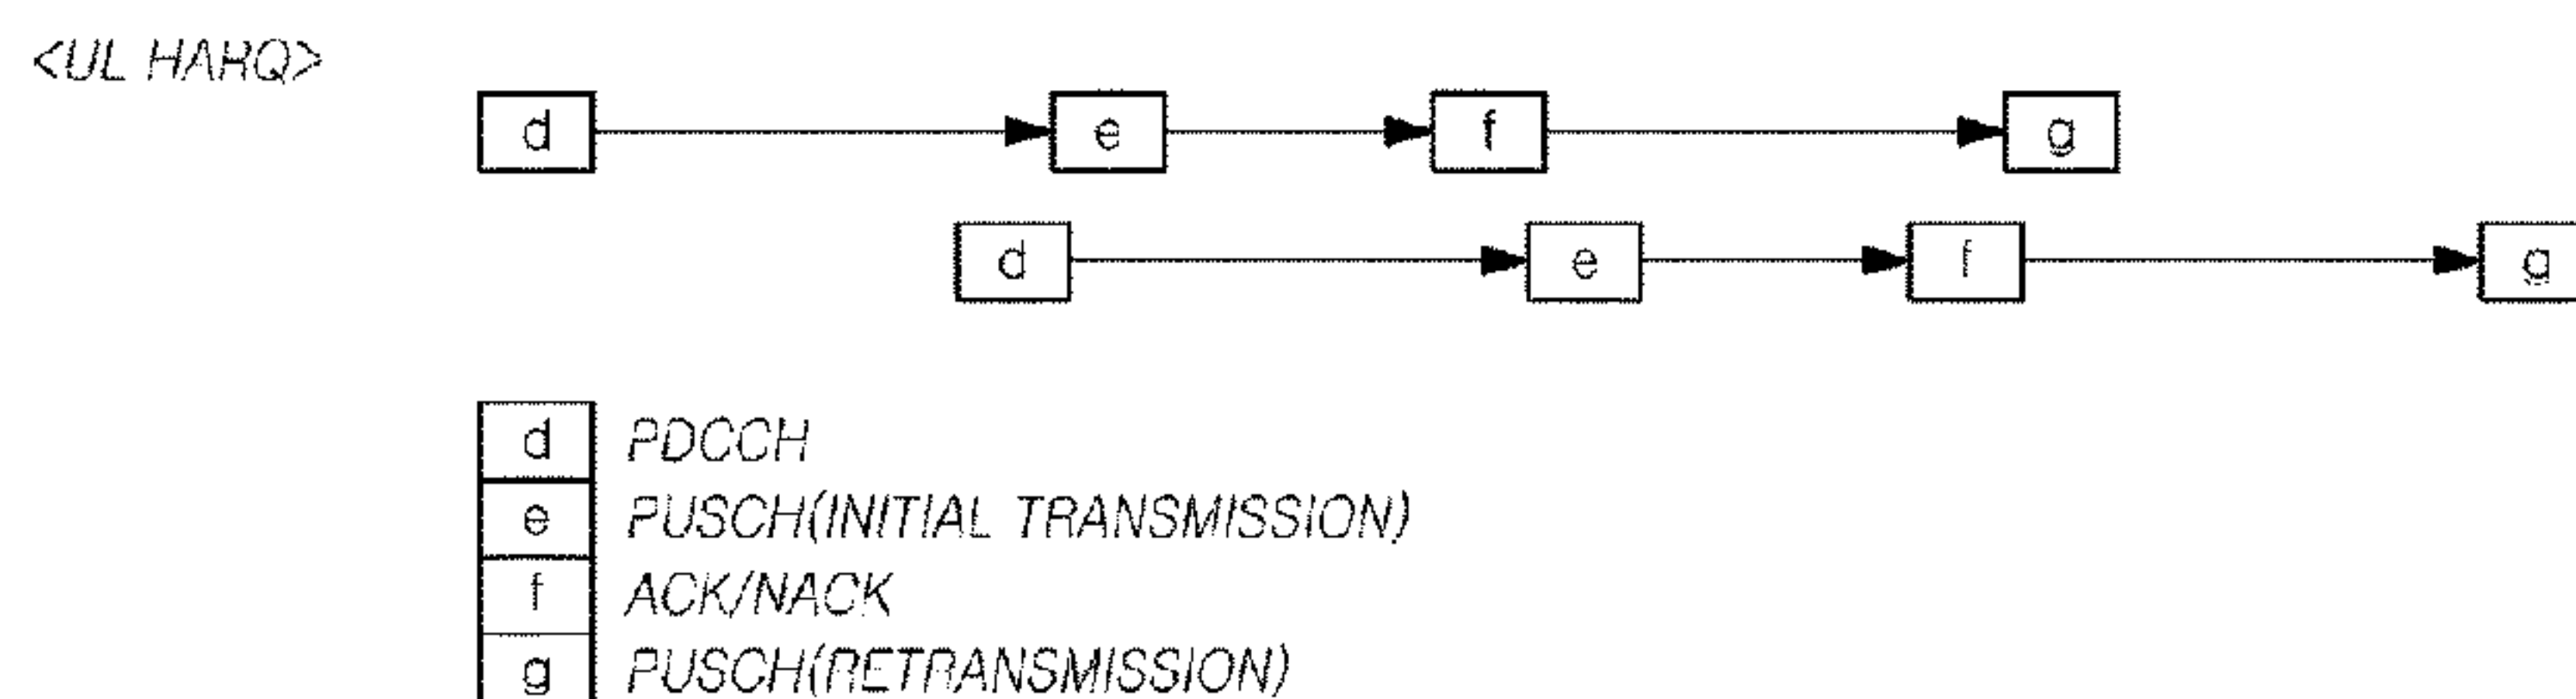 <UL HARQ>
d e f g
d e f g
d PDCCH
e PUSCH(INITIAL TRANSMISSION)
f ACK/NACK
g PUSCH(RETRANSMISSION)